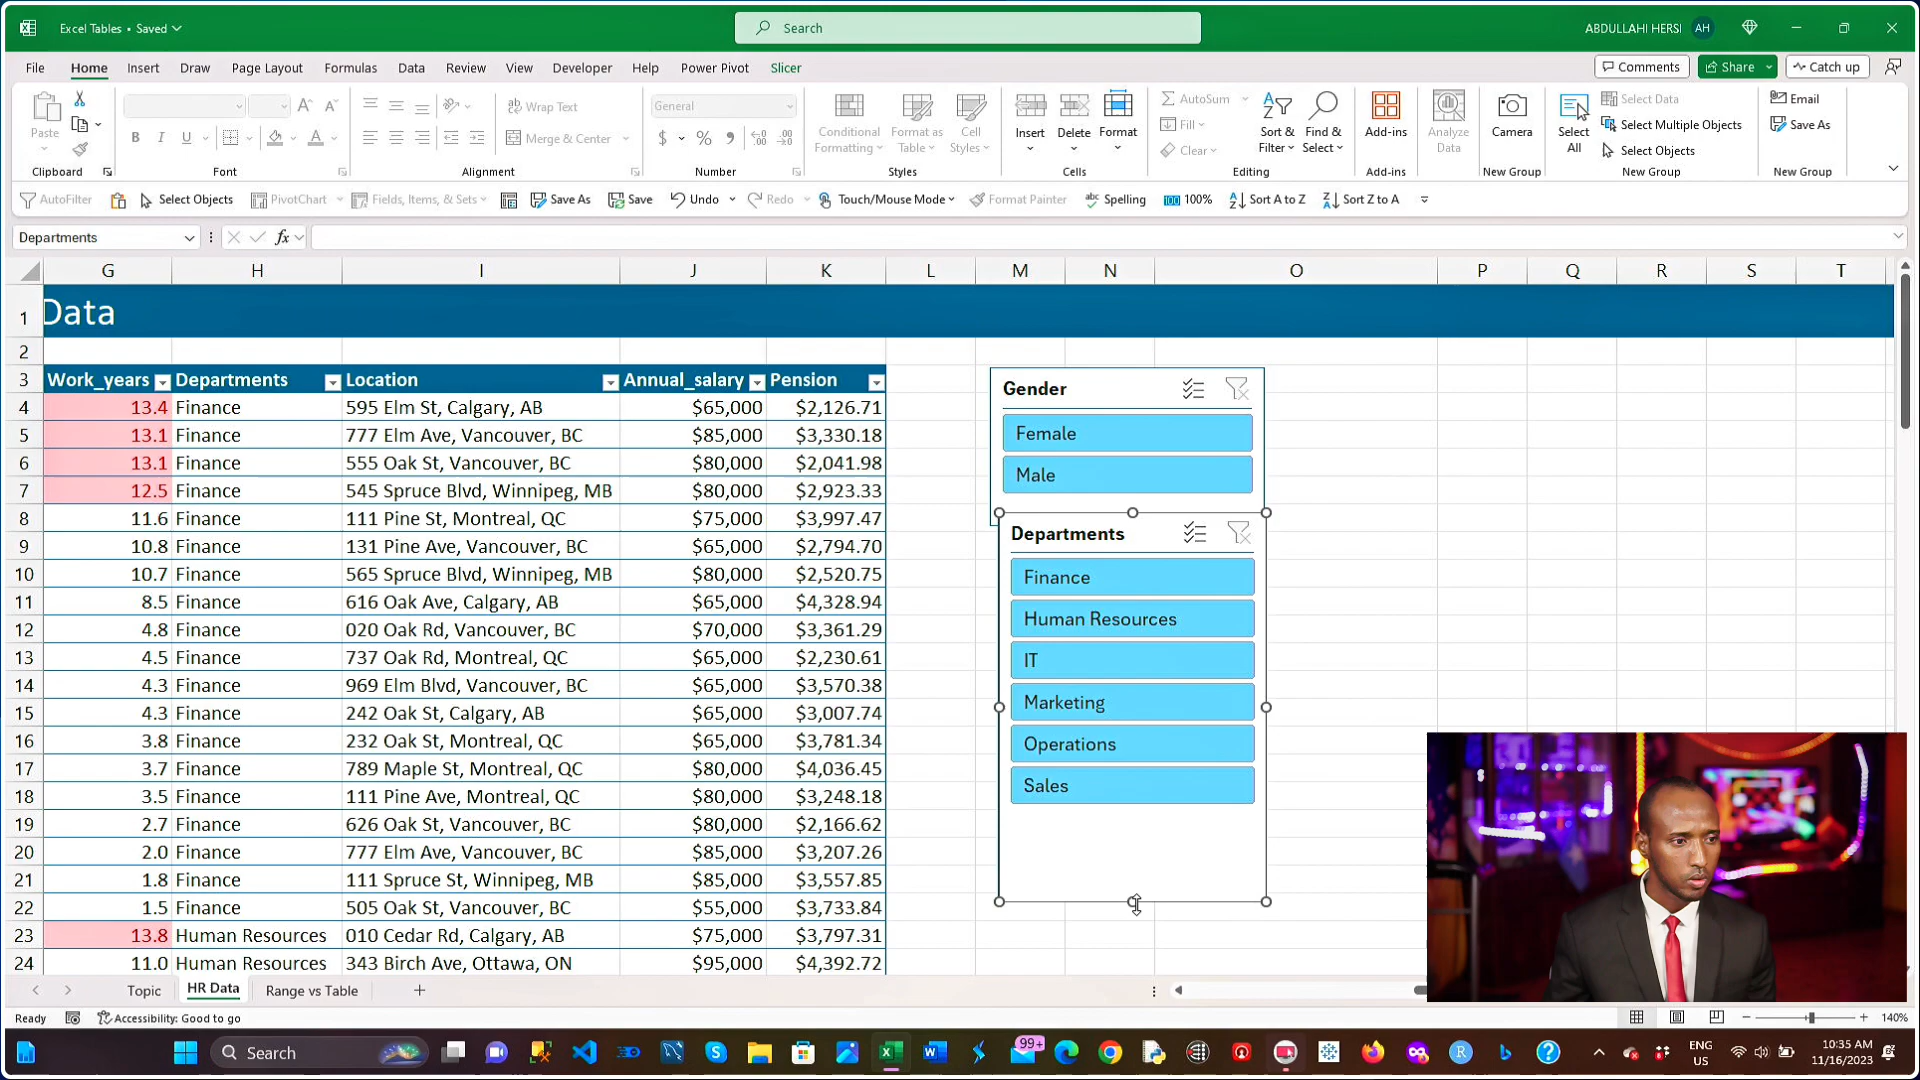 Excel Tables • Saved
Search
ABDULLAHI HERSI AH
File Home Insert Draw Page Layout Formulas Data Review View Developer Help Power Pivot Slicer
Comments Share Catch up
Paste
Clipboard
B I U A
Font
Wrap Text
Merge & Center
Alignment
General
$ % ,
Number
Conditional Formatting
Format as Table
Cell Styles
Styles
Insert Delete Format
Cells
AutoSum
Fill
Clear
Sort & Filter
Find & Select
Editing
Add-ins
Add-ins
Analyze Data
Camera
New Group
Select All
Select Data
Select Multiple Objects
Select Objects
New Group
Email
Save As
New Group
AutoFilter Select Objects PivotChart Fields, Items, & Sets Save As Save Undo Redo Touch/Mouse Mode Format Painter Spelling 100% Sort A to Z Sort Z to A
Departments fx
G H I J K L M N O P Q R S T
1 Data
2
3 Work_years Departments Location Annual_salary Pension
4 13.4 Finance 595 Elm St, Calgary, AB $65,000 $2,126.71
5 13.1 Finance 777 Elm Ave, Vancouver, BC $85,000 $3,330.18
6 13.1 Finance 555 Oak St, Vancouver, BC $80,000 $2,041.98
7 12.5 Finance 545 Spruce Blvd, Winnipeg, MB $80,000 $2,923.33
8 11.6 Finance 111 Pine St, Montreal, QC $75,000 $3,997.47
9 10.8 Finance 131 Pine Ave, Vancouver, BC $65,000 $2,794.70
10 10.7 Finance 565 Spruce Blvd, Winnipeg, MB $80,000 $2,520.75
11 8.5 Finance 616 Oak Ave, Calgary, AB $65,000 $4,328.94
12 4.8 Finance 020 Oak Rd, Vancouver, BC $70,000 $3,361.29
13 4.5 Finance 737 Oak Rd, Montreal, QC $65,000 $2,230.61
14 4.3 Finance 969 Elm Blvd, Vancouver, BC $65,000 $3,570.38
15 4.3 Finance 242 Oak St, Calgary, AB $65,000 $3,007.74
16 3.8 Finance 232 Oak St, Montreal, QC $65,000 $3,781.34
17 3.7 Finance 789 Maple St, Montreal, QC $80,000 $4,036.45
18 3.5 Finance 111 Pine Ave, Montreal, QC $80,000 $3,248.18
19 2.7 Finance 626 Oak St, Vancouver, BC $80,000 $2,166.62
20 2.0 Finance 777 Elm Ave, Vancouver, BC $85,000 $3,207.26
21 1.8 Finance 111 Spruce St, Winnipeg, MB $85,000 $3,557.85
22 1.5 Finance 505 Oak St, Vancouver, BC $55,000 $3,733.84
23 13.8 Human Resources 010 Cedar Rd, Calgary, AB $75,000 $3,797.31
24 11.0 Human Resources 343 Birch Ave, Ottawa, ON $95,000 $4,392.72
Gender
Female
Male
Departments
Finance
Human Resources
IT
Marketing
Operations
Sales
Topic HR Data Range vs Table
Ready Accessibility: Good to go 140%
Search 99+ ENG US 10:35 AM 11/16/2023